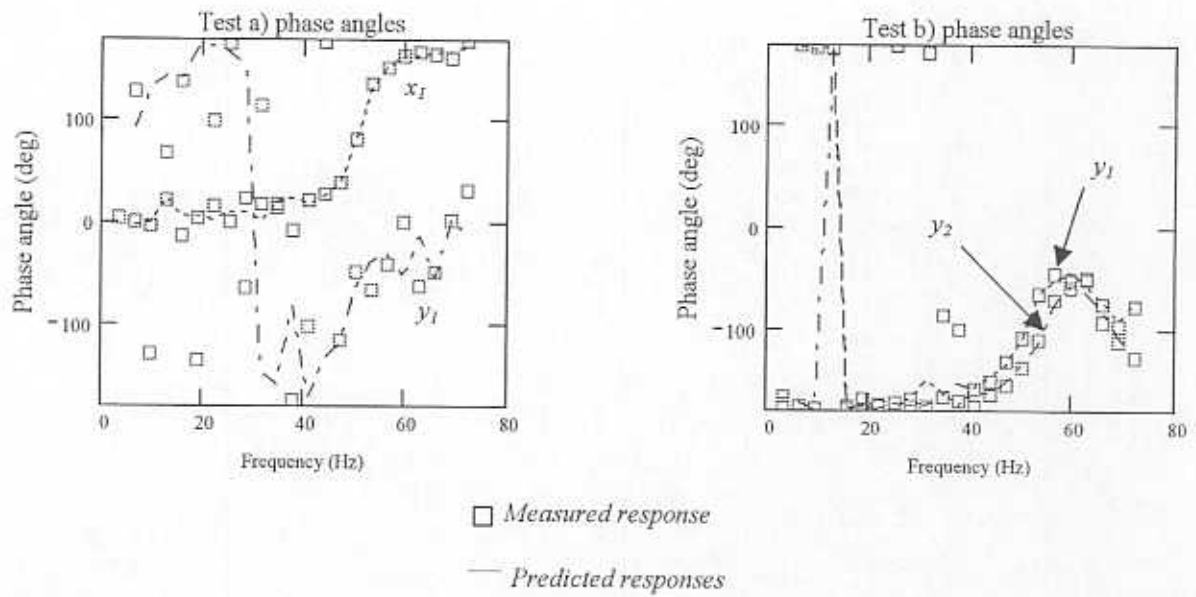 Test a) phase angles
Test b) phase angles
Phase angle (deg)
100
0
-100
x1
y1
0 20 40 60 80
Frequency (Hz)
Phase angle (deg)
100
0
-100
y1
y2
0 20 40 60 80
Frequency (Hz)
Measured response
Predicted responses